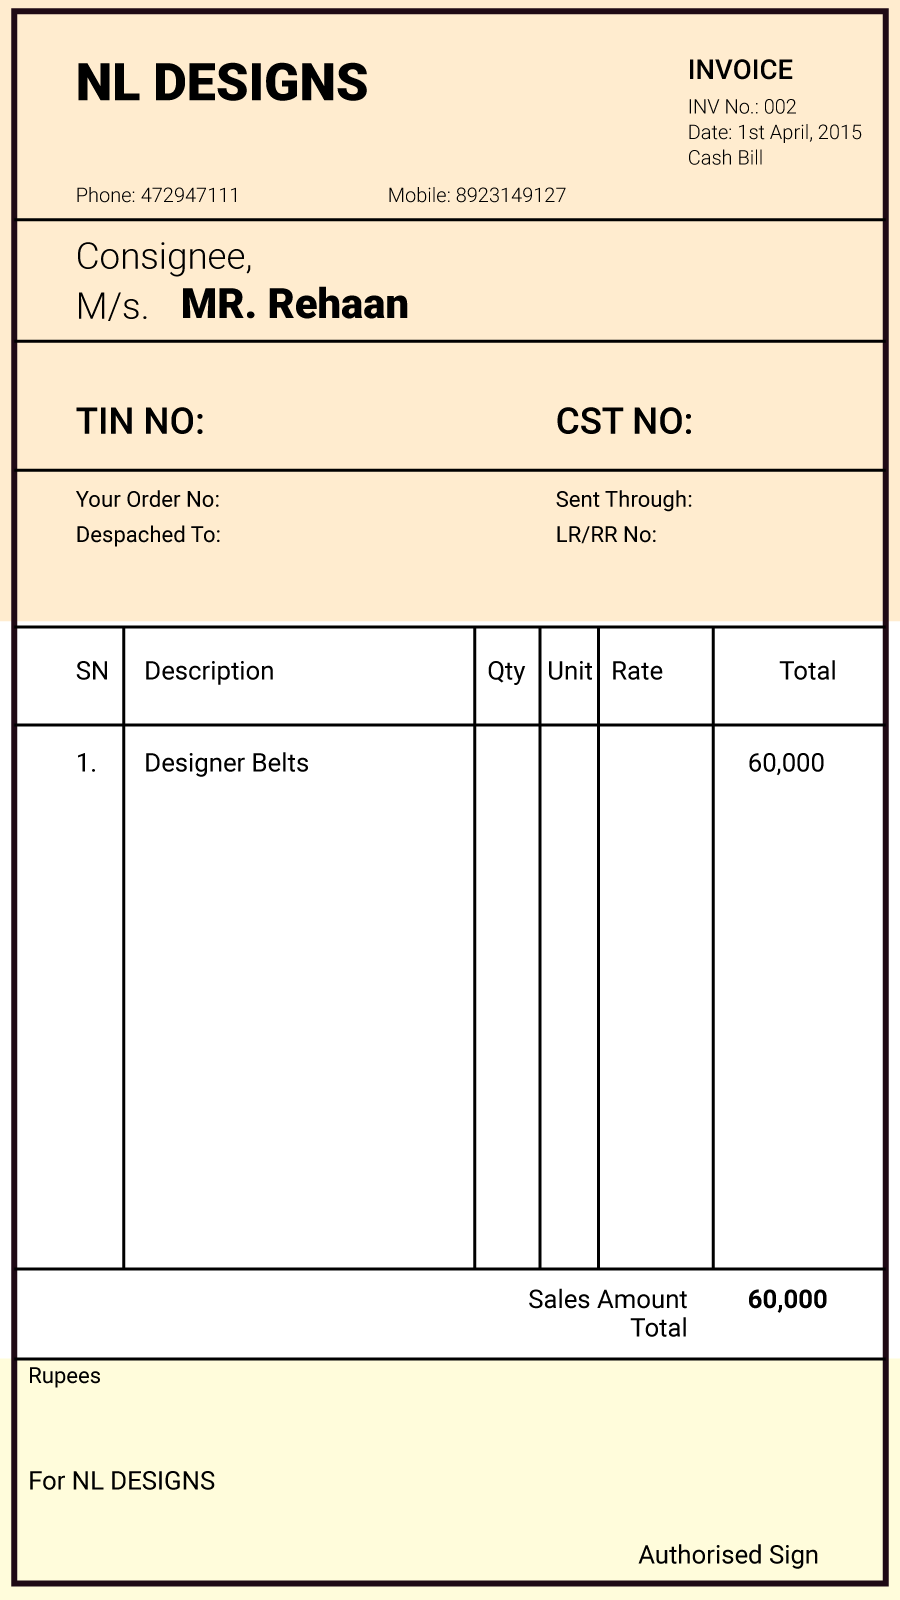 NL DESIGNS
INVOICE
INV No.: 002
Date: 1st April, 2015
Cash Bill
Phone: 472947111 Mobile: 8923149127
Consignee,
M/s. MR. Rehaan
TIN NO: CST NO:
Your Order No: Sent Through:
Despached To: LR/RR No:
SN Description Qty Unit Rate Total
1. Designer Belts 60,000
Sales Amount 60,000
Total
Rupees
For NL DESIGNS
Authorised Sign